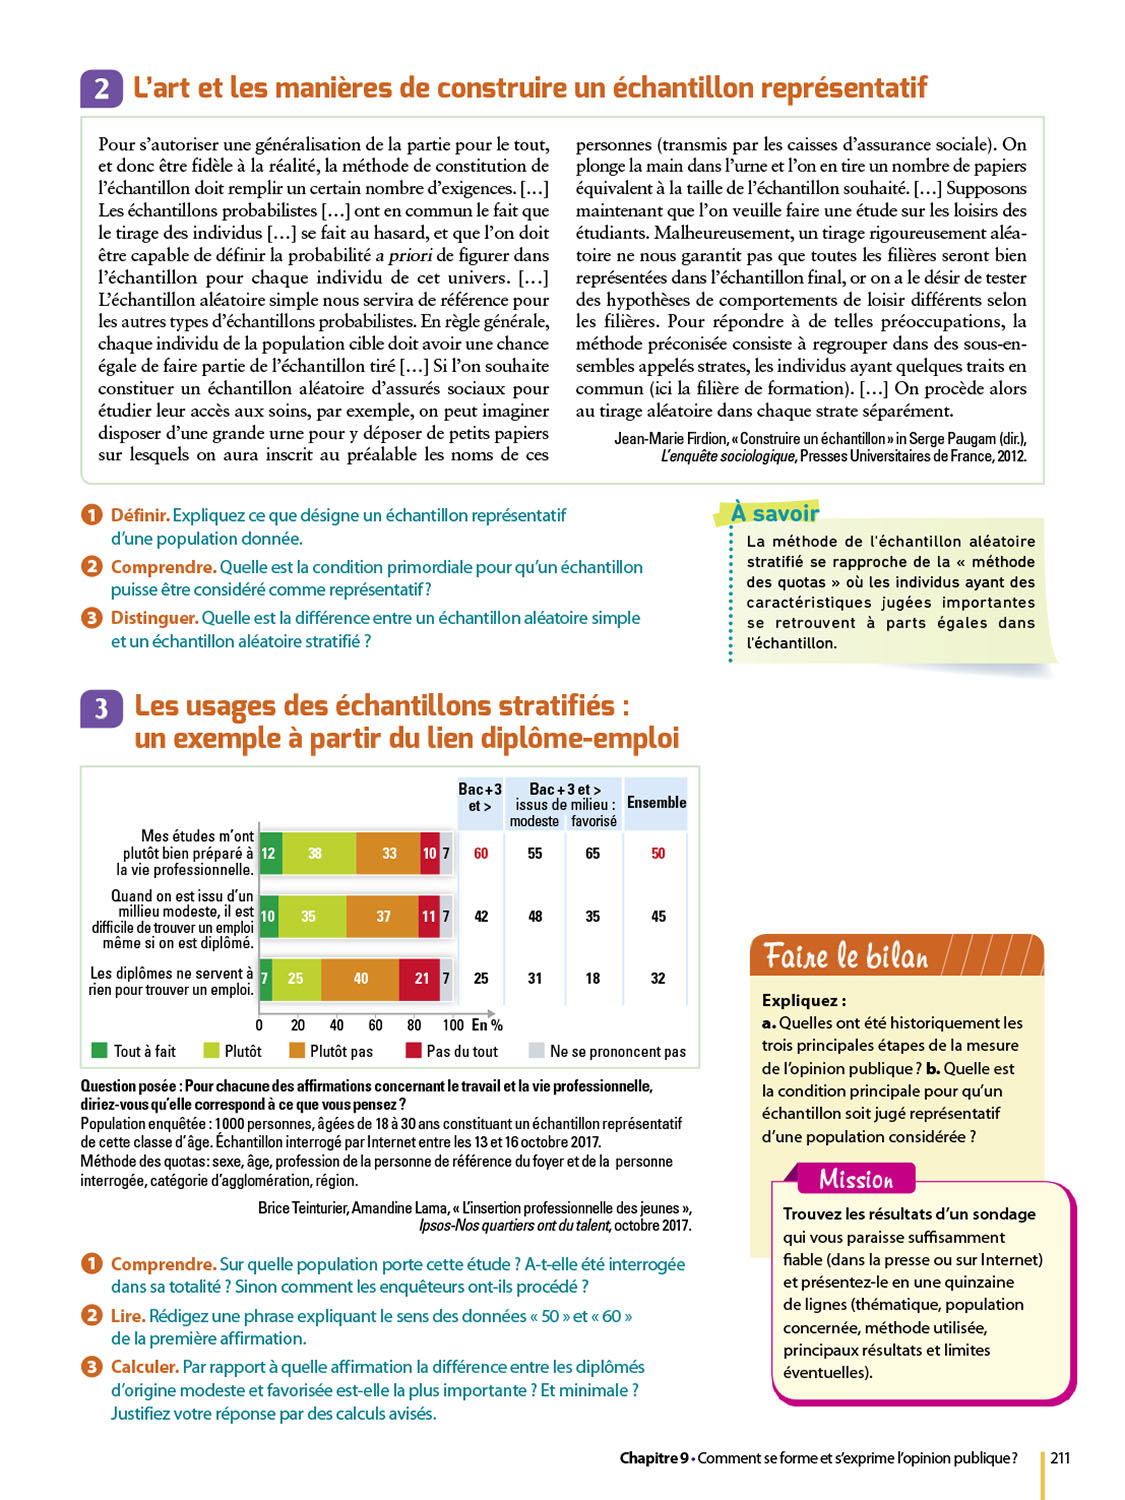 2 L'art et les manières de construire un échantillon représentatif
Pour s'autoriser une généralisation de la partie pour le tout,
et donc être fidèle à la réalité, la méthode de constitution de
l'échantillon doit remplir un certain nombre d'exigences. […]
Les échantillons probabilistes […] ont en commun le fait que
le tirage des individus […] se fait au hasard, et que l'on doit
être capable de définir la probabilité a priori de figurer dans
l'échantillon pour chaque individu de cet univers. […]
L'échantillon aléatoire simple nous servira de référence pour
les autres types d'échantillons probabilistes. En règle générale,
chaque individu de la population cible doit avoir une chance
égale de faire partie de l'échantillon tiré […] Si l'on souhaite
constituer un échantillon aléatoire d'assurés sociaux pour
étudier leur accès aux soins, par exemple, on peut imaginer
disposer d'une grande urne pour y déposer de petits papiers
sur lesquels on aura inscrit au préalable les noms de ces
personnes (transmis par les caisses d'assurance sociale). On
plonge la main dans l'urne et l'on en tire un nombre de papiers
équivalent à la taille de l'échantillon souhaité. […] Supposons
maintenant que l'on veuille faire une étude sur les loisirs des
étudiants. Malheureusement, un tirage rigoureusement aléa-
toire ne nous garantit pas que toutes les filières seront bien
représentées dans l'échantillon final, or on a le désir de tester
des hypothèses de comportements de loisir différents selon
les filières. Pour répondre à de telles préoccupations, la
méthode préconisée consiste à regrouper dans des sous-en-
sembles appelés strates, les individus ayant quelques traits en
commun (ici la filière de formation). […] On procède alors
au tirage aléatoire dans chaque strate séparément.
Jean-Marie Firdion, « Construire un échantillon » in Serge Paugam (dir.),
L'enquête sociologique, Presses Universitaires de France, 2012.
1 Définir. Expliquez ce que désigne un échantillon représentatif
d'une population donnée.
2 Comprendre. Quelle est la condition primordiale pour qu'un échantillon
puisse être considéré comme représentatif ?
3 Distinguer. Quelle est la différence entre un échantillon aléatoire simple
et un échantillon aléatoire stratifié ?
À savoir
La méthode de l'échantillon aléatoire
stratifié se rapproche de la « méthode
des quotas » où les individus ayant des
caractéristiques jugées importantes
se retrouvent à parts égales dans
l'échantillon.
3 Les usages des échantillons stratifiés :
un exemple à partir du lien diplôme-emploi
Bac + 3 et >
Bac + 3 et > issus de milieu :
modeste favorisé
Ensemble
Mes études m'ont
plutôt bien préparé à
la vie professionnelle.
12 38 33 10 7 60 55 65 50
Quand on est issu d'un
millieu modeste, il est
difficile de trouver un emploi
même si on est diplômé.
10 35 37 11 7 42 48 35 45
Les diplômes ne servent à
rien pour trouver un emploi.
7 25 40 21 7 25 31 18 32
0 20 40 60 80 100 En %
Tout à fait Plutôt Plutôt pas Pas du tout Ne se prononcent pas
Question posée : Pour chacune des affirmations concernant le travail et la vie professionnelle,
diriez-vous qu'elle correspond à ce que vous pensez ?
Population enquêtée : 1000 personnes, âgées de 18 à 30 ans constituant un échantillon représentatif
de cette classe d'âge. Échantillon interrogé par Internet entre les 13 et 16 octobre 2017.
Méthode des quotas : sexe, âge, profession de la personne de référence du foyer et de la personne
interrogée, catégorie d'agglomération, région.
Brice Teinturier, Amandine Lama, « L'insertion professionnelle des jeunes »,
Ipsos-Nos quartiers ont du talent, octobre 2017.
1 Comprendre. Sur quelle population porte cette étude ? A-t-elle été interrogée
dans sa totalité ? Sinon comment les enquêteurs ont-ils procédé ?
2 Lire. Rédigez une phrase expliquant le sens des données « 50 » et « 60 »
de la première affirmation.
3 Calculer. Par rapport à quelle affirmation la différence entre les diplômés
d'origine modeste et favorisée est-elle la plus importante ? Et minimale ?
Justifiez votre réponse par des calculs avisés.
Faire le bilan
Expliquez :
a. Quelles ont été historiquement les
trois principales étapes de la mesure
de l'opinion publique ? b. Quelle est
la condition principale pour qu'un
échantillon soit jugé représentatif
d'une population considérée ?
Mission
Trouvez les résultats d'un sondage
qui vous paraisse suffisamment
fiable (dans la presse ou sur Internet)
et présentez-le en une quinzaine
de lignes (thématique, population
concernée, méthode utilisée,
principaux résultats et limites
éventuelles).
Chapitre 9 • Comment se forme et s'exprime l'opinion publique ? 211